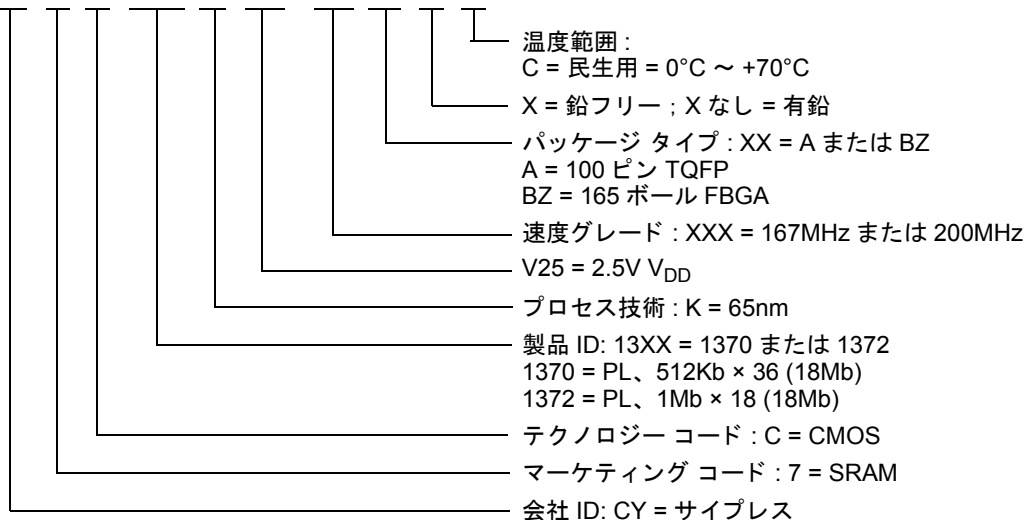 温度範囲 :
C = 民生用 = 0°C ～ +70°C
X = 鉛フリー ; X なし = 有鉛
パッケージ タイプ : XX = A または BZ
A = 100 ピン TQFP
BZ = 165 ボール FBGA
速度グレード : XXX = 167MHz または 200MHz
V25 = 2.5V VDD
プロセス技術 : K = 65nm
製品 ID: 13XX = 1370 または 1372
1370 = PL、512Kb × 36 (18Mb)
1372 = PL、1Mb × 18 (18Mb)
テクノロジー コード : C = CMOS
マーケティング コード : 7 = SRAM
会社 ID: CY = サイプレス